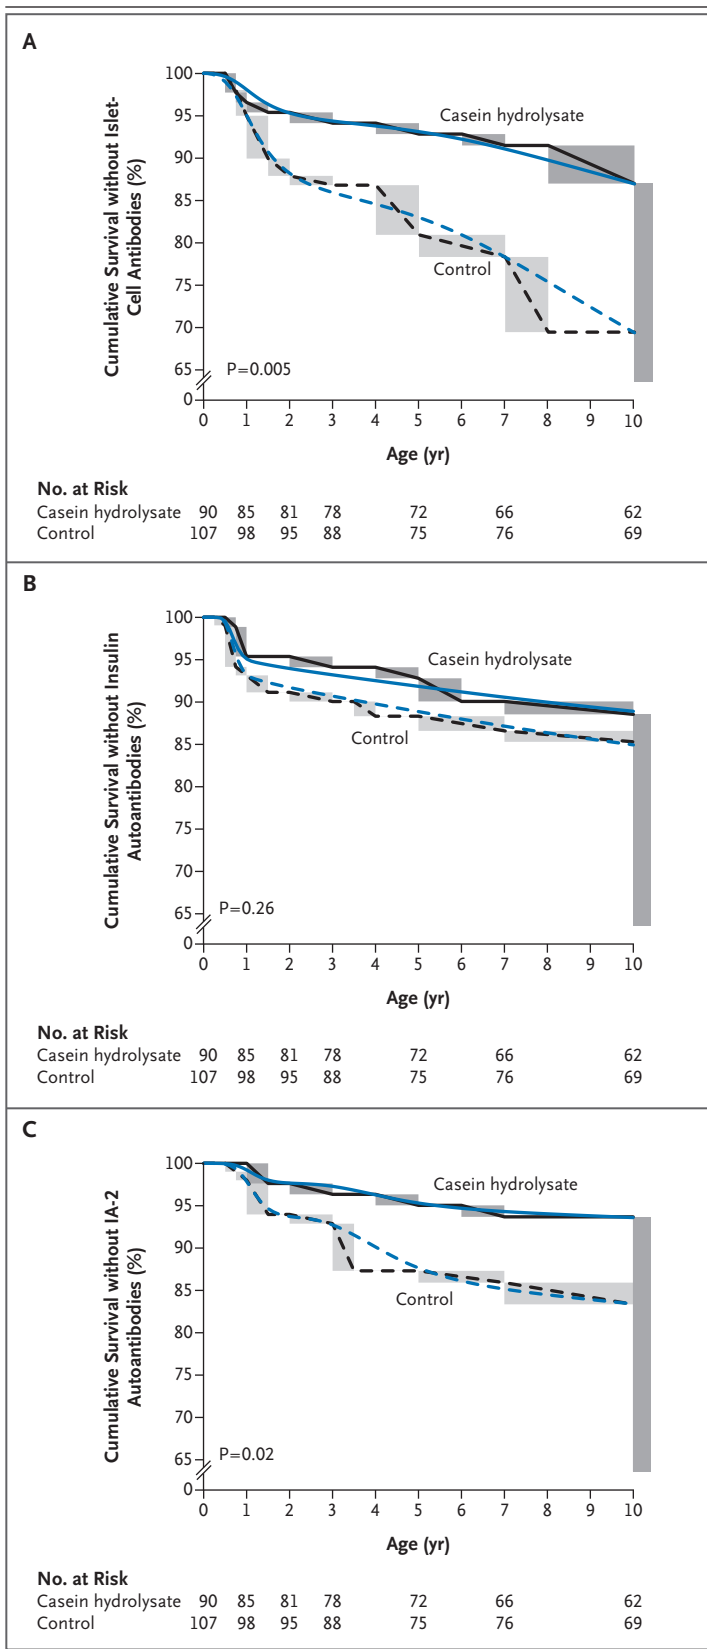 A
Cumulative Survival without Islet-
Cell Antibodies (%)
100
95
90
85
80
75
70
65
0
Casein hydrolysate
Control
P=0.005
0 1 2 3 4 5 6 7 8 9 10
Age (yr)
No. at Risk
Casein hydrolysate 90 85 81 78 72 66 62
Control 107 98 95 88 75 76 69
B
Cumulative Survival without Insulin
Autoantibodies (%)
100
95
90
85
80
75
70
65
0
Casein hydrolysate
Control
P=0.26
0 1 2 3 4 5 6 7 8 9 10
Age (yr)
No. at Risk
Casein hydrolysate 90 85 81 78 72 66 62
Control 107 98 95 88 75 76 69
C
Cumulative Survival without IA-2
Autoantibodies (%)
100
95
90
85
80
75
70
65
0
Casein hydrolysate
Control
P=0.02
0 1 2 3 4 5 6 7 8 9 10
Age (yr)
No. at Risk
Casein hydrolysate 90 85 81 78 72 66 62
Control 107 98 95 88 75 76 69